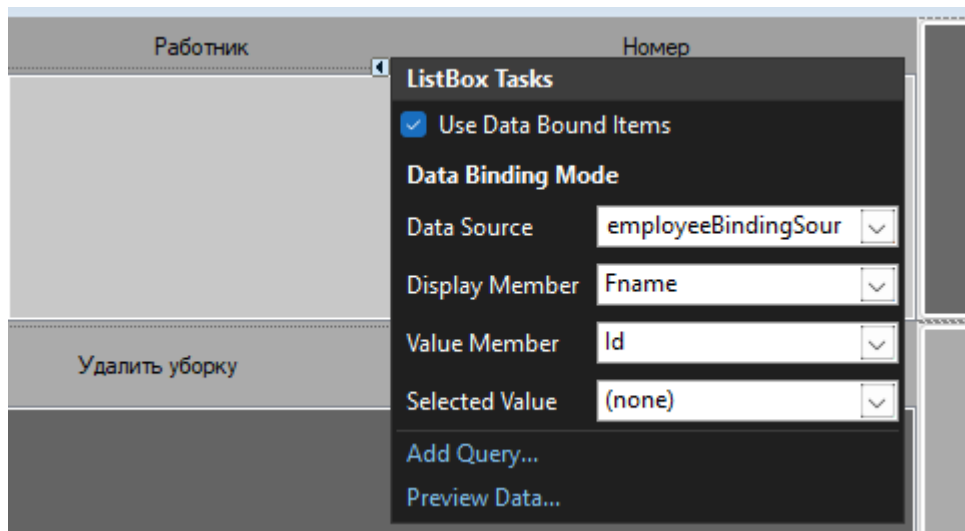 Работник
Номер
ListBox Tasks
Use Data Bound Items
Data Binding Mode
Data Source employeeBindingSour
Display Member Fname
Value Member Id
Selected Value (none)
Add Query...
Preview Data...
Удалить уборку